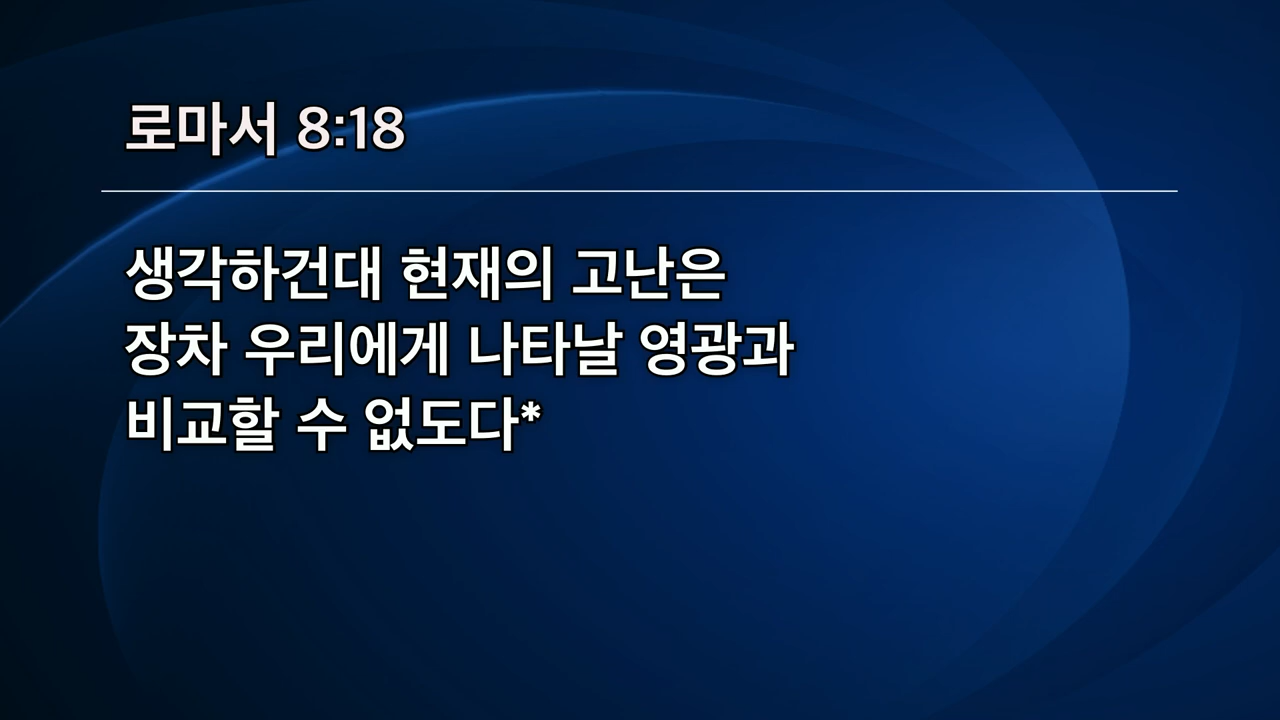 로마서 8:18
생각하건대 현재의 고난은
장차 우리에게 나타날 영광과
비교할 수 없도다*